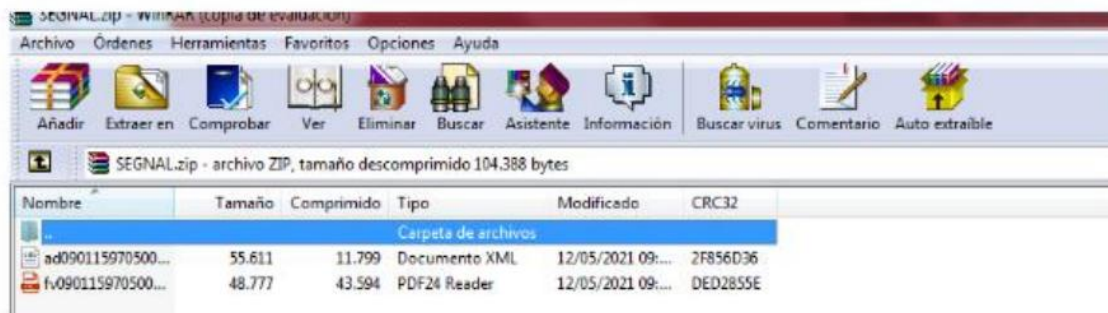 SEGNAL.zip - WinRAR (copia de evaluación)
Archivo Órdenes Herramientas Favoritos Opciones Ayuda
Añadir Extraer en Comprobar Ver Eliminar Buscar Asistente Información Buscar virus Comentario Auto extraíble
SEGNAL.zip - archivo ZIP, tamaño descomprimido 104.388 bytes
Nombre Tamaño Comprimido Tipo Modificado CRC32
.. Carpeta de archivos
ad090115970500... 55.611 11.799 Documento XML 12/05/2021 09:... 2F856D36
fv090115970500... 48.777 43.594 PDF24 Reader 12/05/2021 09:... DED2855E